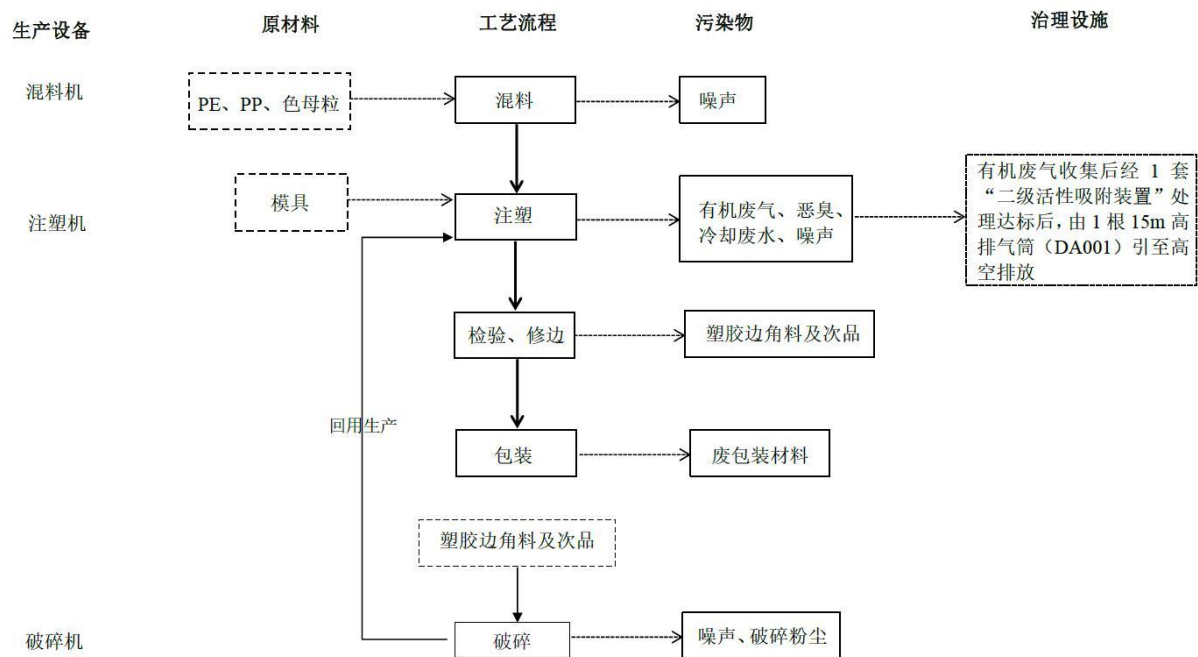 生产设备
原材料
工艺流程
污染物
治理设施
混料机
PE、PP、色母粒
混料
噪声
注塑机
模具
注塑
有机废气、恶臭、
冷却废水、噪声
有机废气收集后经 1 套
“二级活性吸附装置”处
理达标后，由 1 根 15m 高
排气筒（DA001）引至高
空排放
检验、修边
塑胶边角料及次品
回用生产
包装
废包装材料
塑胶边角料及次品
破碎机
破碎
噪声、破碎粉尘